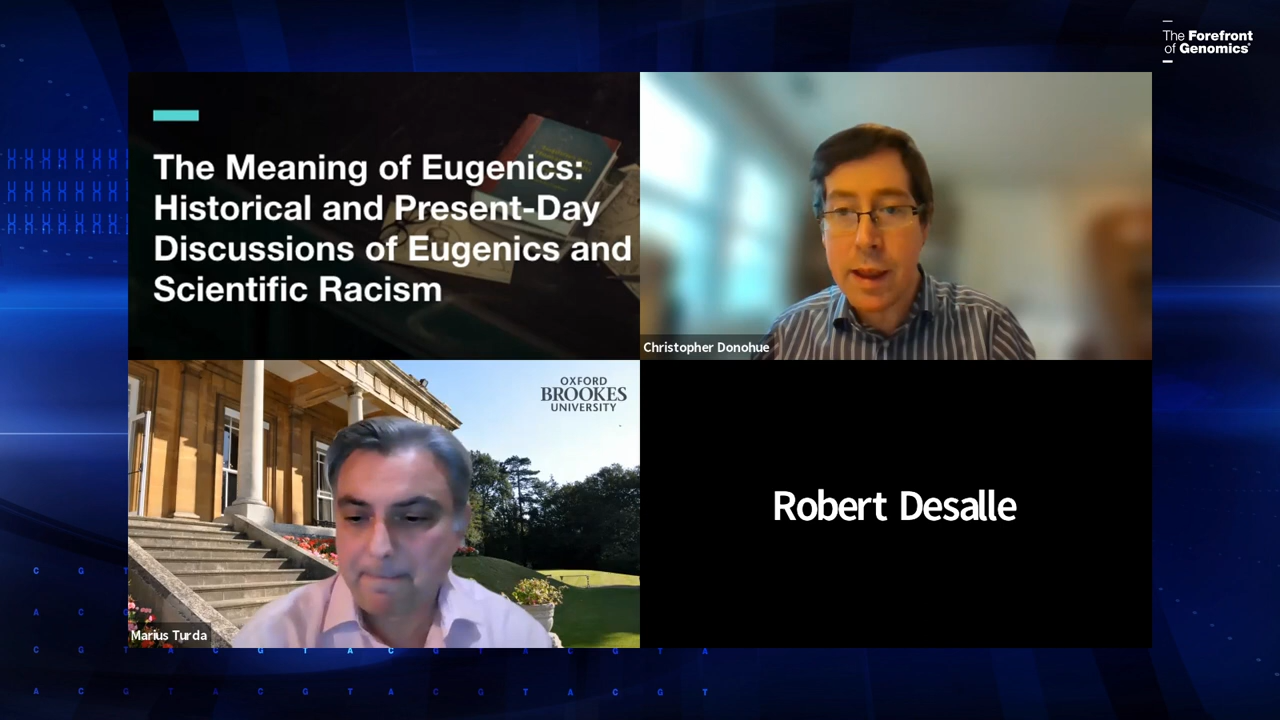 The Forefront
of Genomics®
The Meaning of Eugenics:
Historical and Present-Day
Discussions of Eugenics and
Scientific Racism
Christopher Donohue
OXFORD
BROOKES
UNIVERSITY
Marius Turda
Robert Desalle
C G T
A C G
C G T A C G T A C G T A C G T A
A C G T A C G T A C G T A C G T